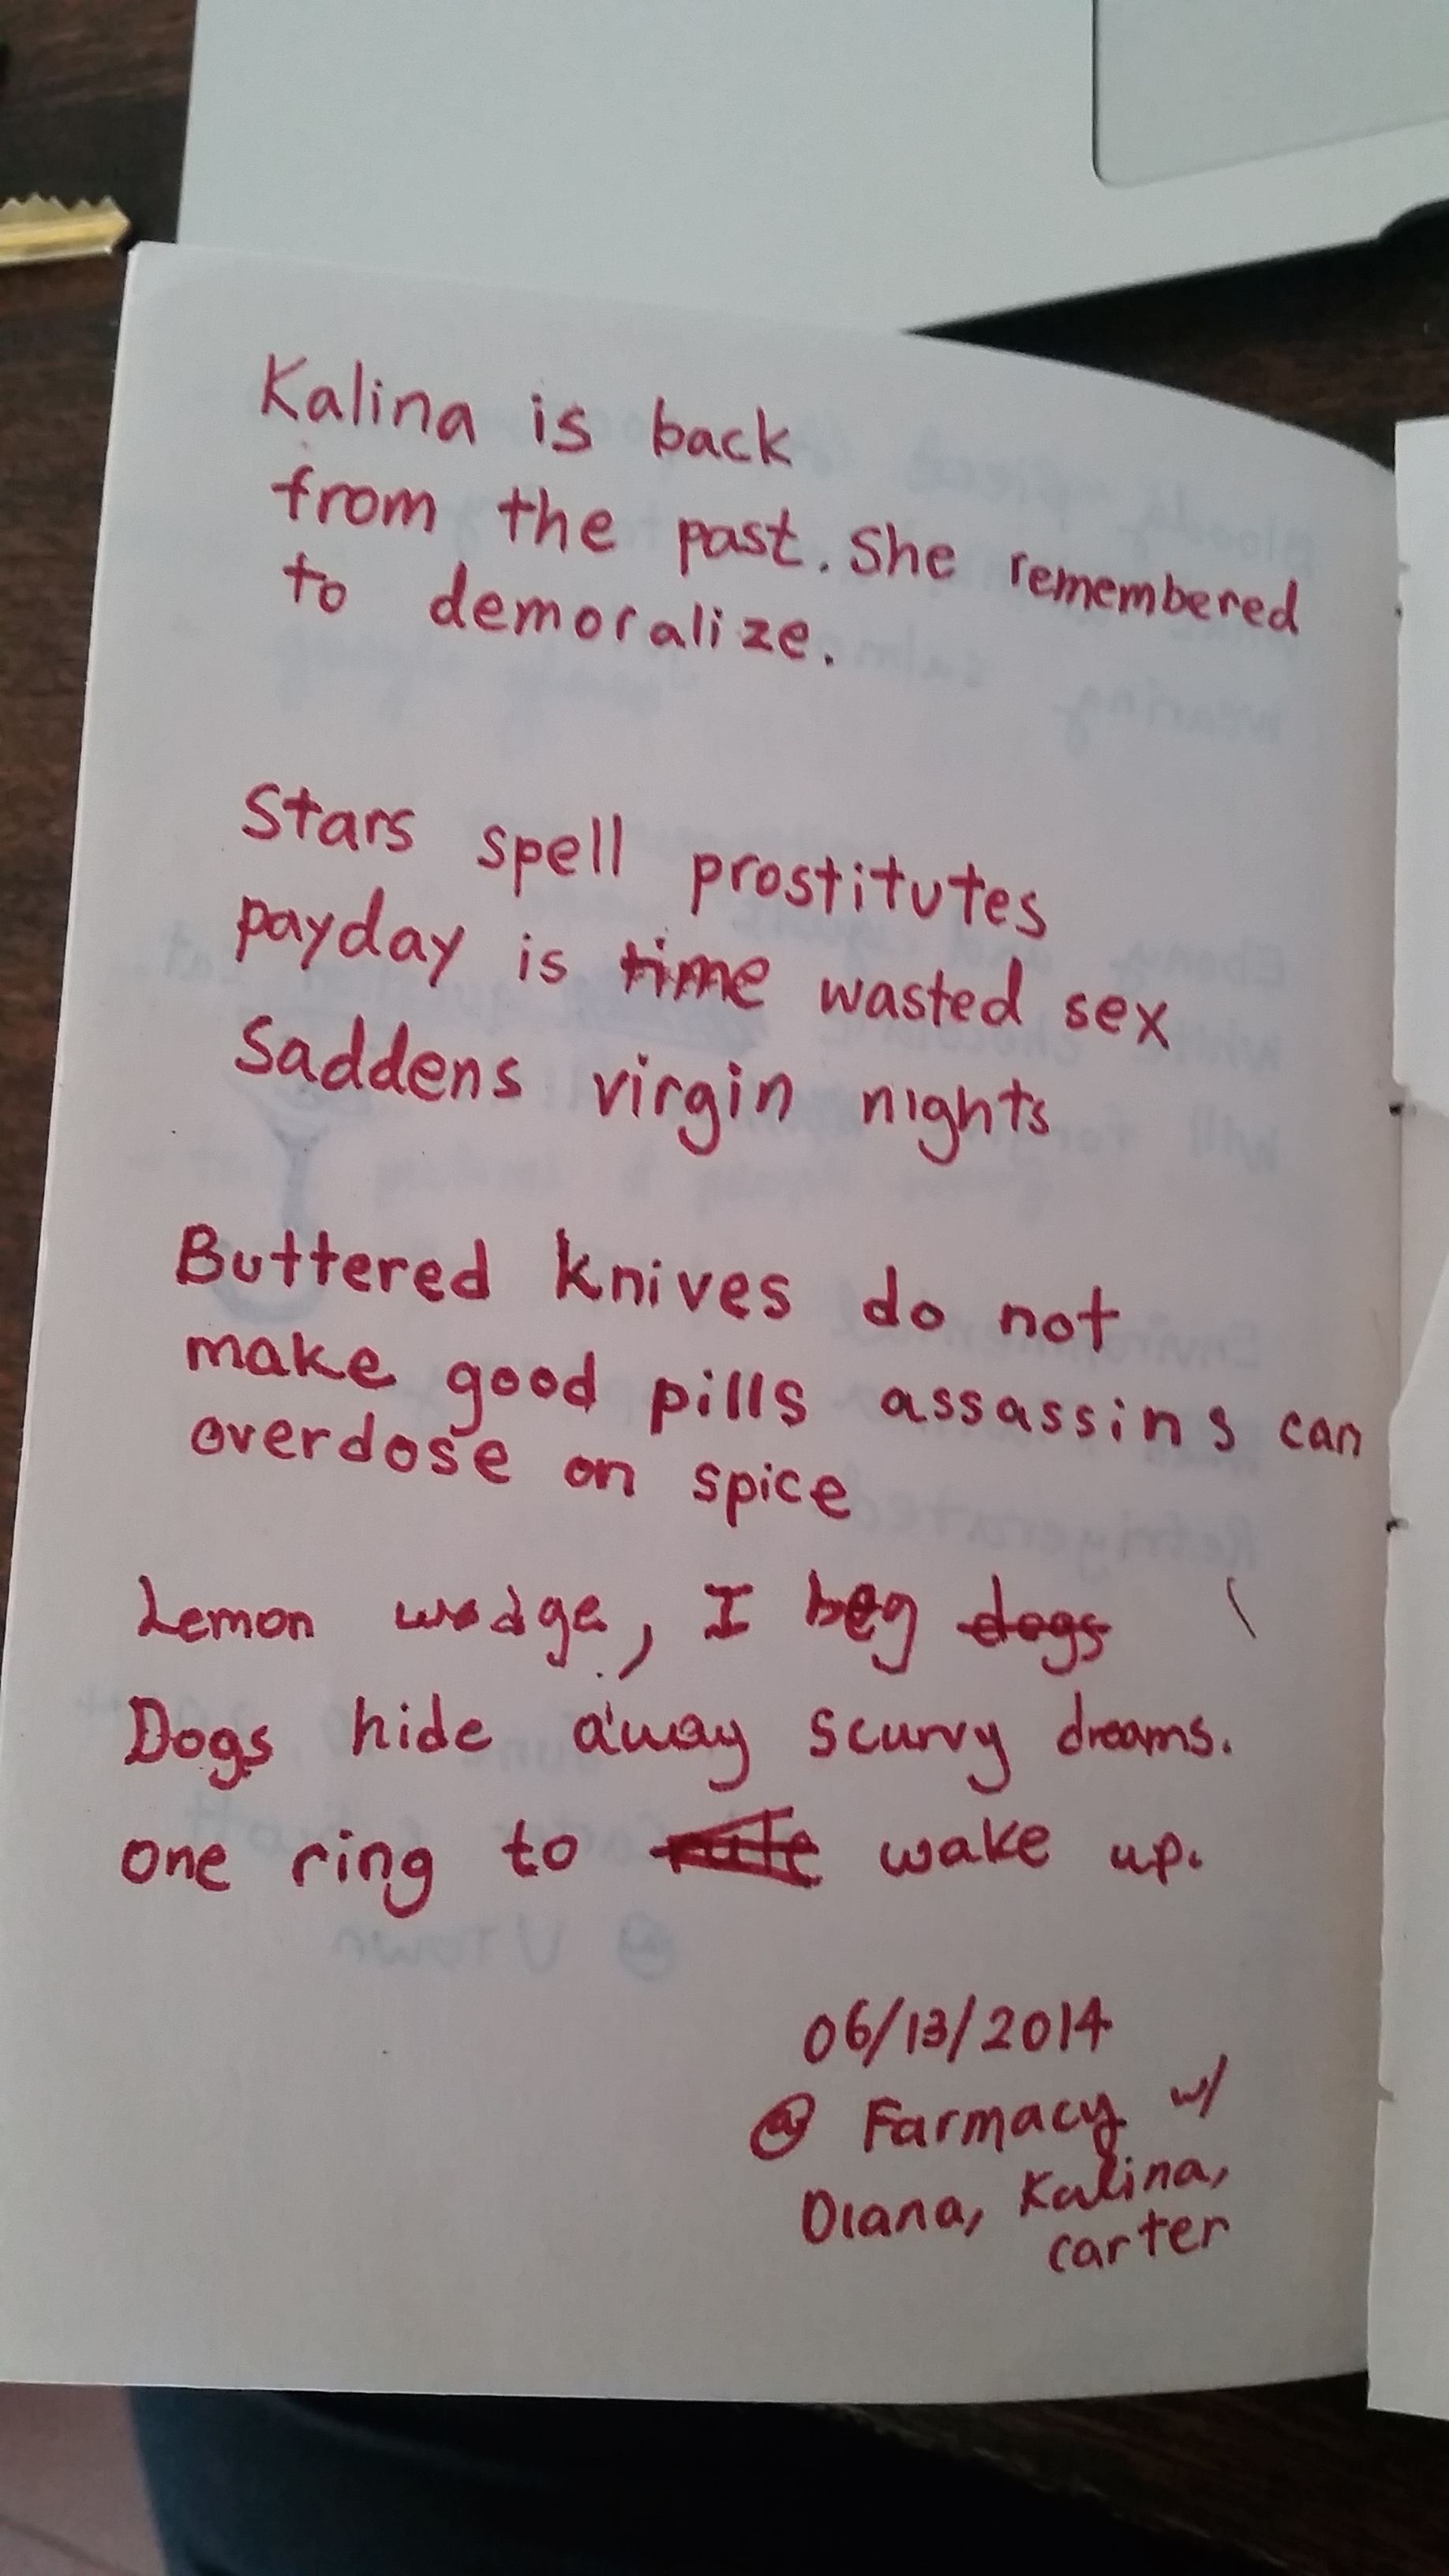 Kalina is back
from the past. She remembered
to demoralize.
Stars spell prostitutes
payday is time wasted sex
Saddens virgin nights
Buttered knives do not
make good pills assassins can
overdose on spice
Lemon wedge, I beg dogs
Dogs hide away scurvy dreams.
one ring to wake up.
06/13/2014
@ Farmacy w/
Diana, Kalina,
carter